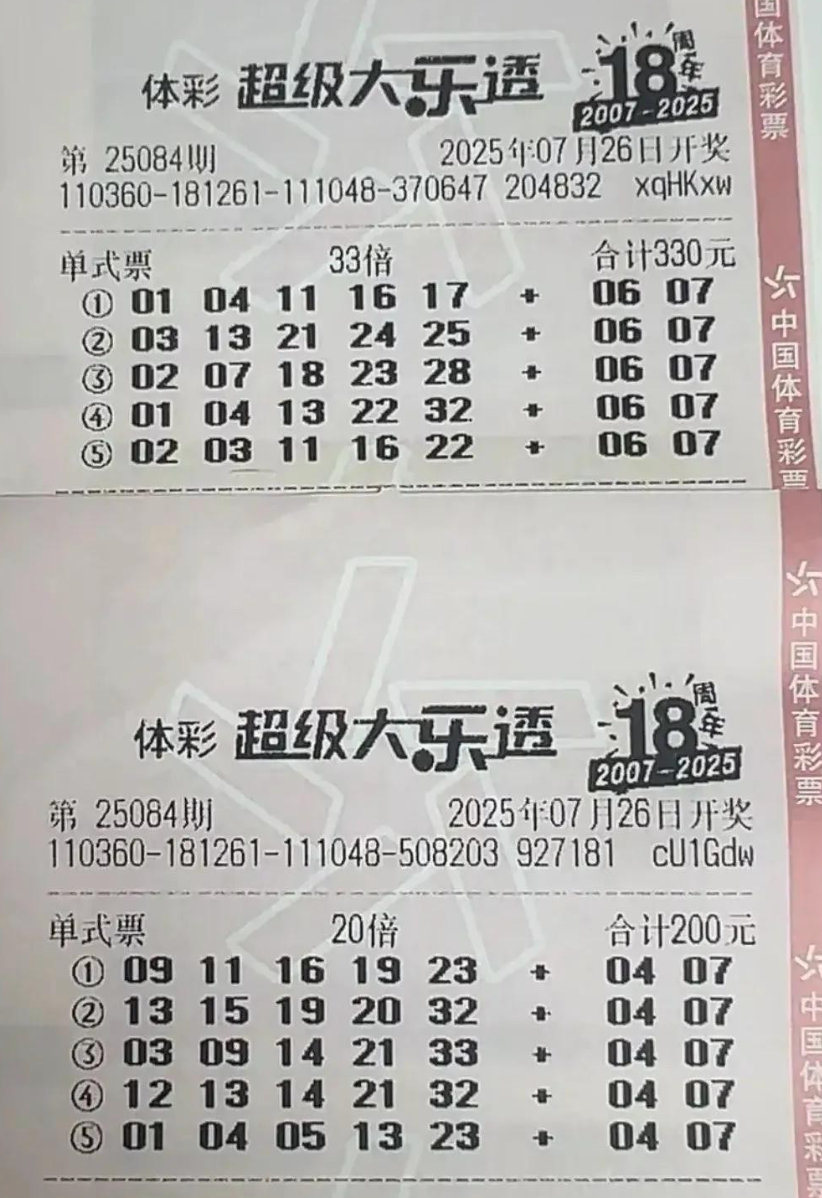 体彩 超级大乐透 18周年
2007-2025
第 25084期 2025年07月26日开奖
110360-181261-111048-370647 204832 xqHKxw
单式票 33倍 合计330元
① 01 04 11 16 17 + 06 07
② 03 13 21 24 25 + 06 07
③ 02 07 18 23 28 + 06 07
④ 01 04 13 22 32 + 06 07
⑤ 02 03 11 16 22 + 06 07
国体育彩票
中国体育彩票
体彩 超级大乐透 18周年
2007-2025
第 25084期 2025年07月26日开奖
110360-181261-111048-508203 927181 cU1Gdw
单式票 20倍 合计200元
① 09 11 16 19 23 + 04 07
② 13 15 19 20 32 + 04 07
③ 03 09 14 21 33 + 04 07
④ 12 13 14 21 32 + 04 07
⑤ 01 04 05 13 23 + 04 07
中国体育彩票
中国体育彩票